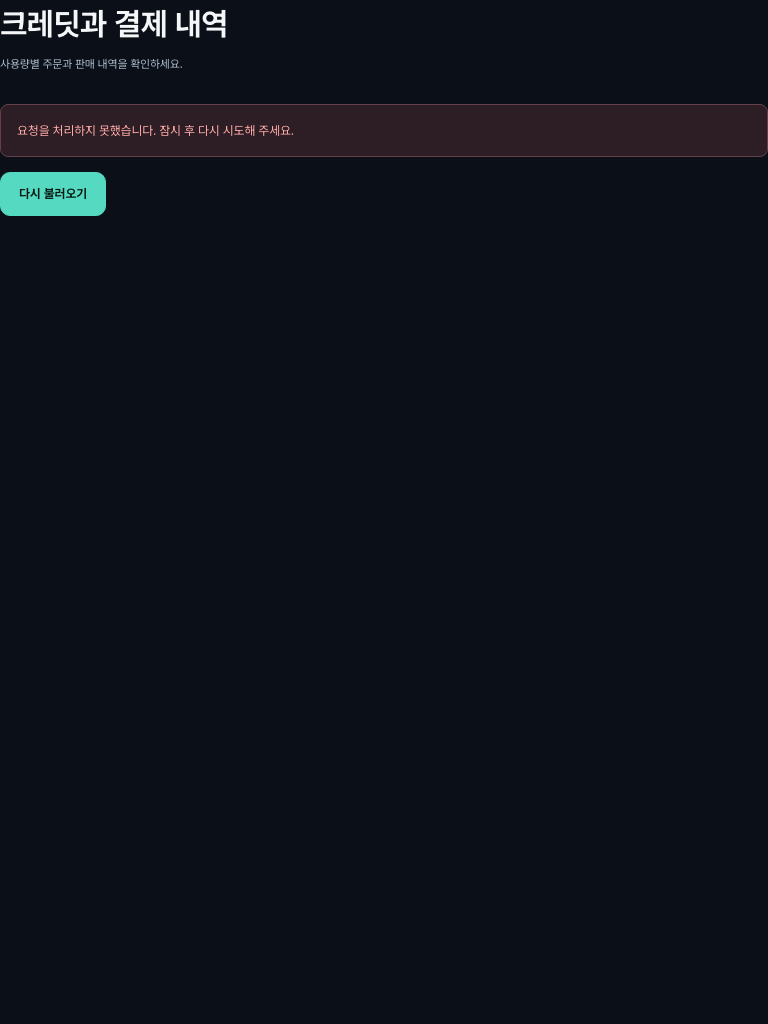 크레딧과 결제 내역
사용량별 주문과 판매 내역을 확인하세요.
요청을 처리하지 못했습니다. 잠시 후 다시 시도해 주세요.
다시 불러오기